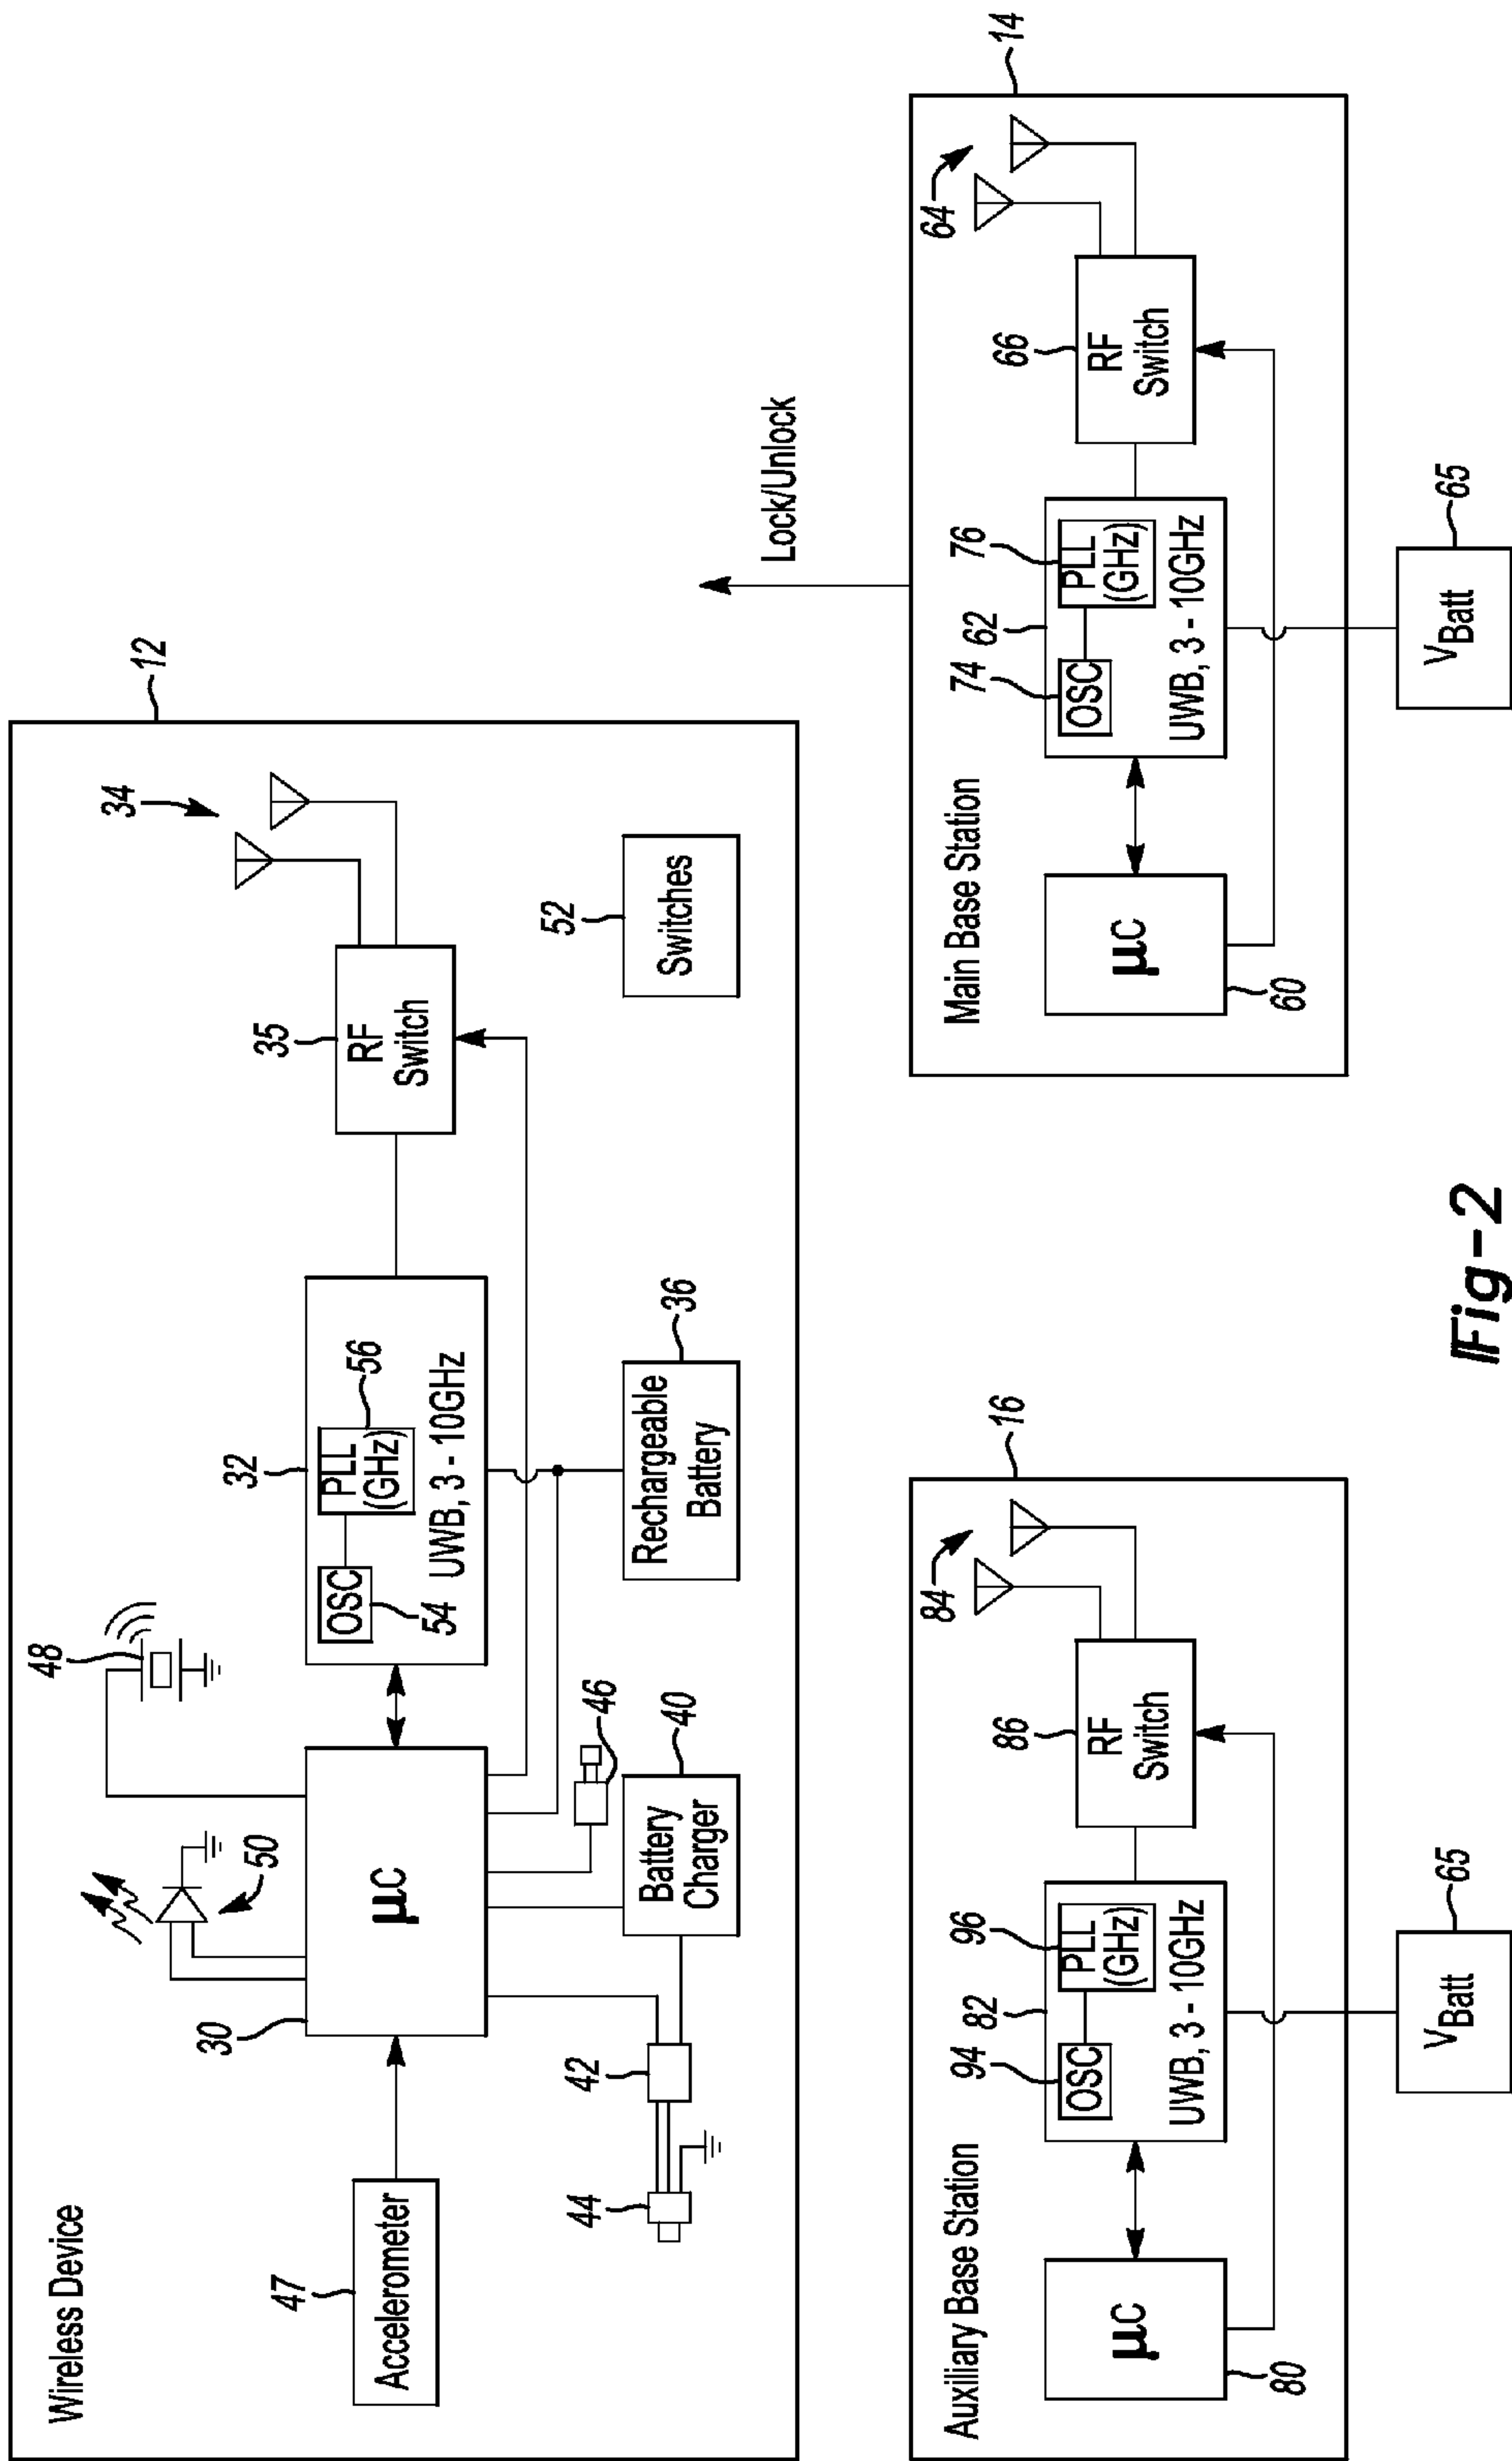 Wireless Device
12
47
Accelerometer
30
µC
50
48
32
OSC
54
PLL
(GHz)
56
UWB, 3 - 10GHz
35
RF
Switch
34
44
42
46
40
Battery
Charger
36
Rechargeable
Battery
52
Switches
Auxiliary Base Station
16
µC
80
82
94
OSC
96
PLL
(GHz)
UWB, 3 - 10GHz
86
RF
Switch
84
65
VBatt
Lock/Unlock
Main Base Station
14
µC
60
62
74
OSC
76
PLL
(GHz)
UWB, 3 - 10GHz
66
RF
Switch
64
65
VBatt
Fig-2